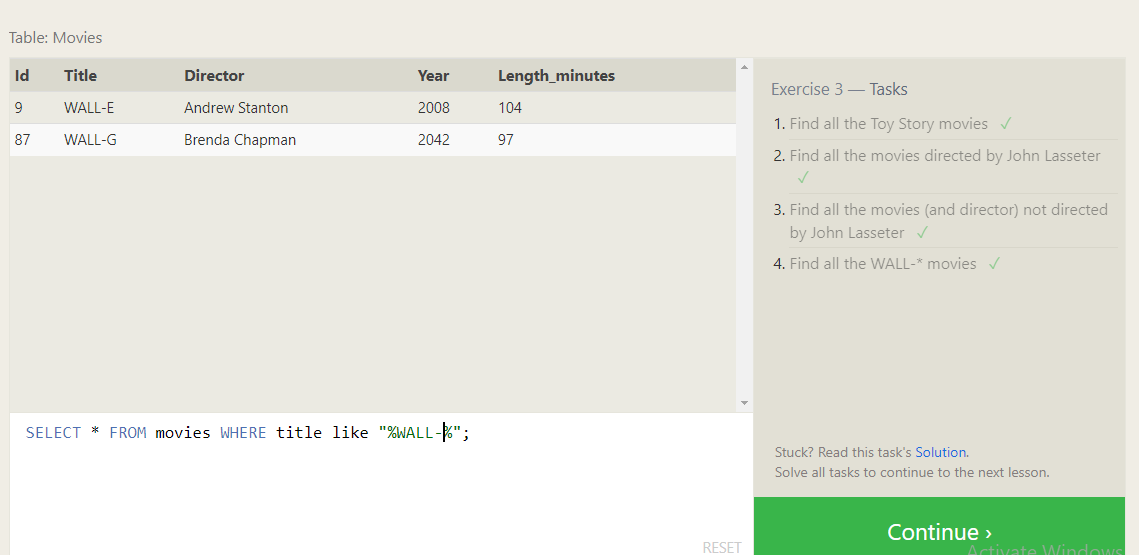 Table: Movies
Id Title Director Year Length_minutes
9 WALL-E Andrew Stanton 2008 104
87 WALL-G Brenda Chapman 2042 97
SELECT * FROM movies WHERE title like "%WALL-%";
RESET
Exercise 3 — Tasks
1. Find all the Toy Story movies ✓
2. Find all the movies directed by John Lasseter
✓
3. Find all the movies (and director) not directed
by John Lasseter ✓
4. Find all the WALL-* movies ✓
Stuck? Read this task's Solution.
Solve all tasks to continue to the next lesson.
Continue ›
Activate Windows